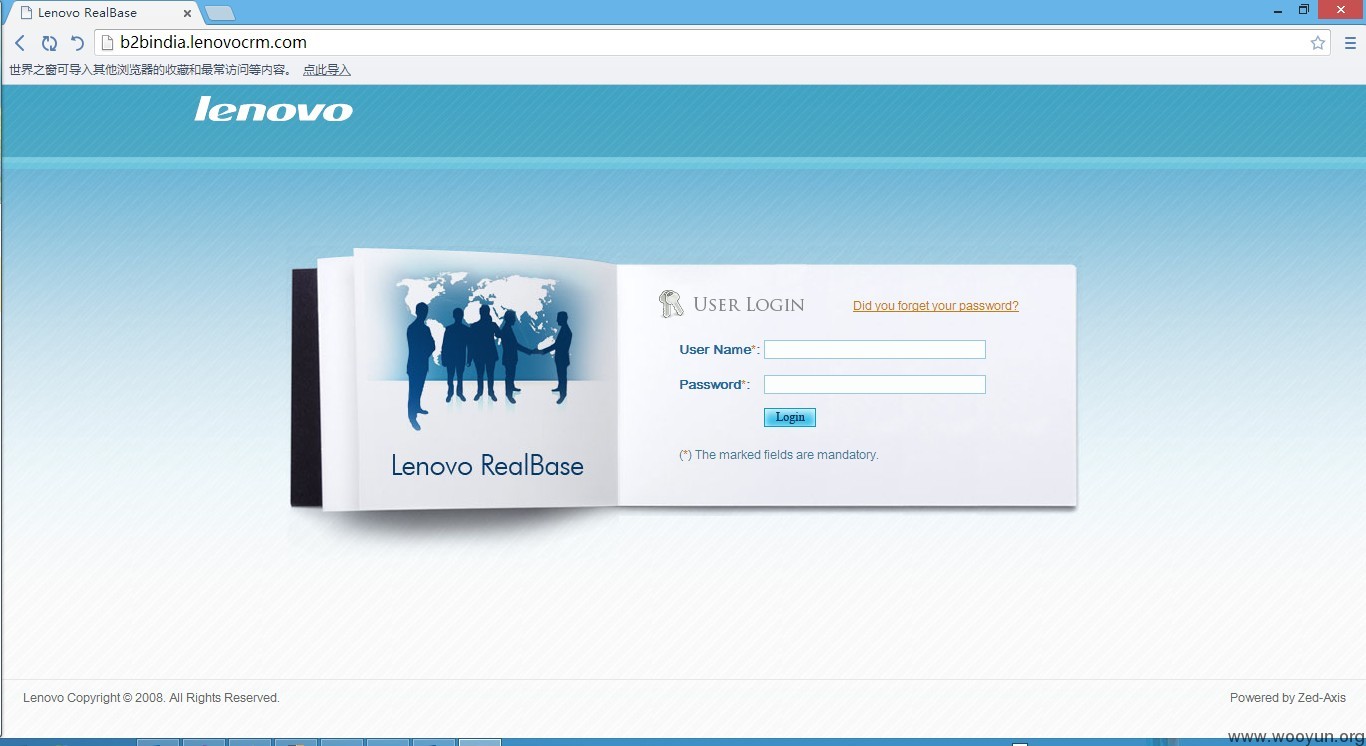 Lenovo RealBase
b2bindia.lenovocrm.com
世界之窗可导入其他浏览器的收藏和最常访问等内容。 点此导入
lenovo
USER LOGIN
Did you forget your password?
User Name*:
Password*:
Login
(*) The marked fields are mandatory.
Lenovo RealBase
Lenovo Copyright © 2008. All Rights Reserved.
Powered by Zed-Axis
www.wooyun.org